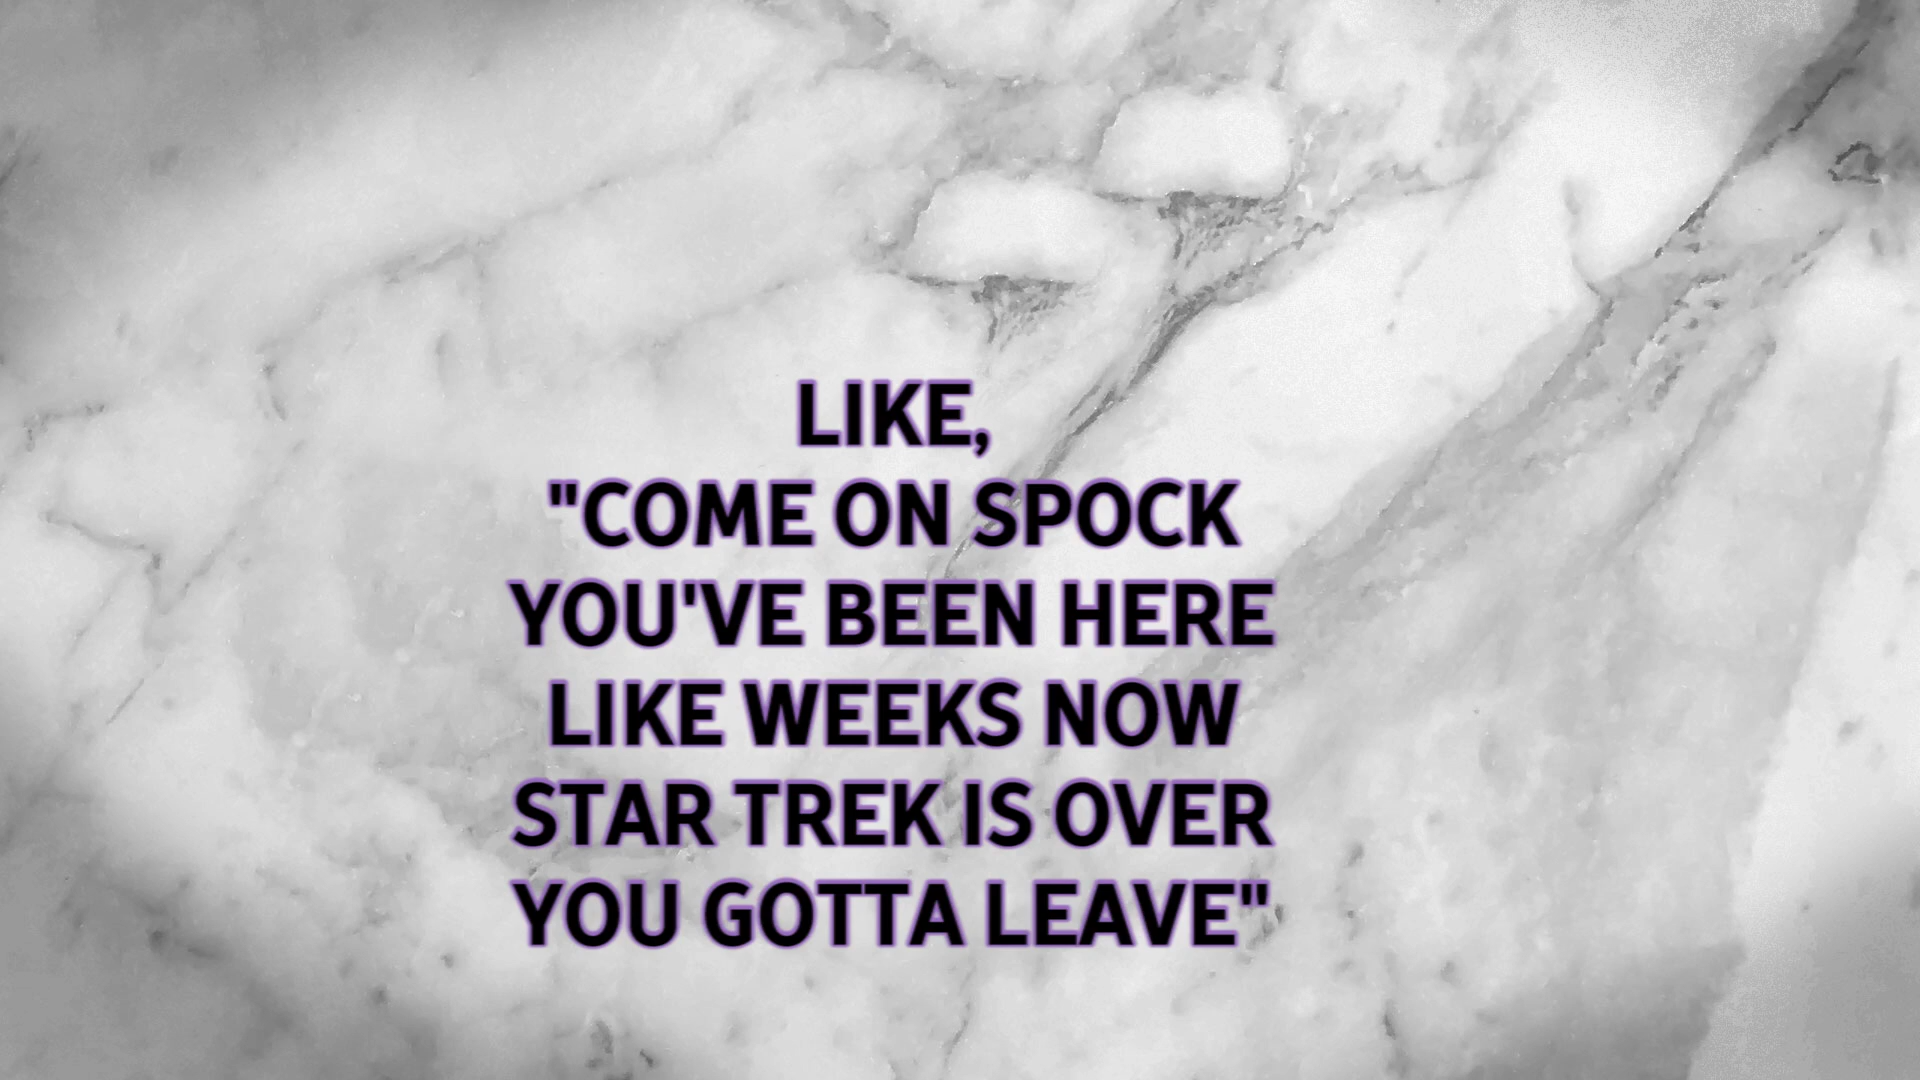 LIKE,
"COME ON SPOCK
YOU'VE BEEN HERE
LIKE WEEKS NOW
STAR TREK IS OVER
YOU GOTTA LEAVE"